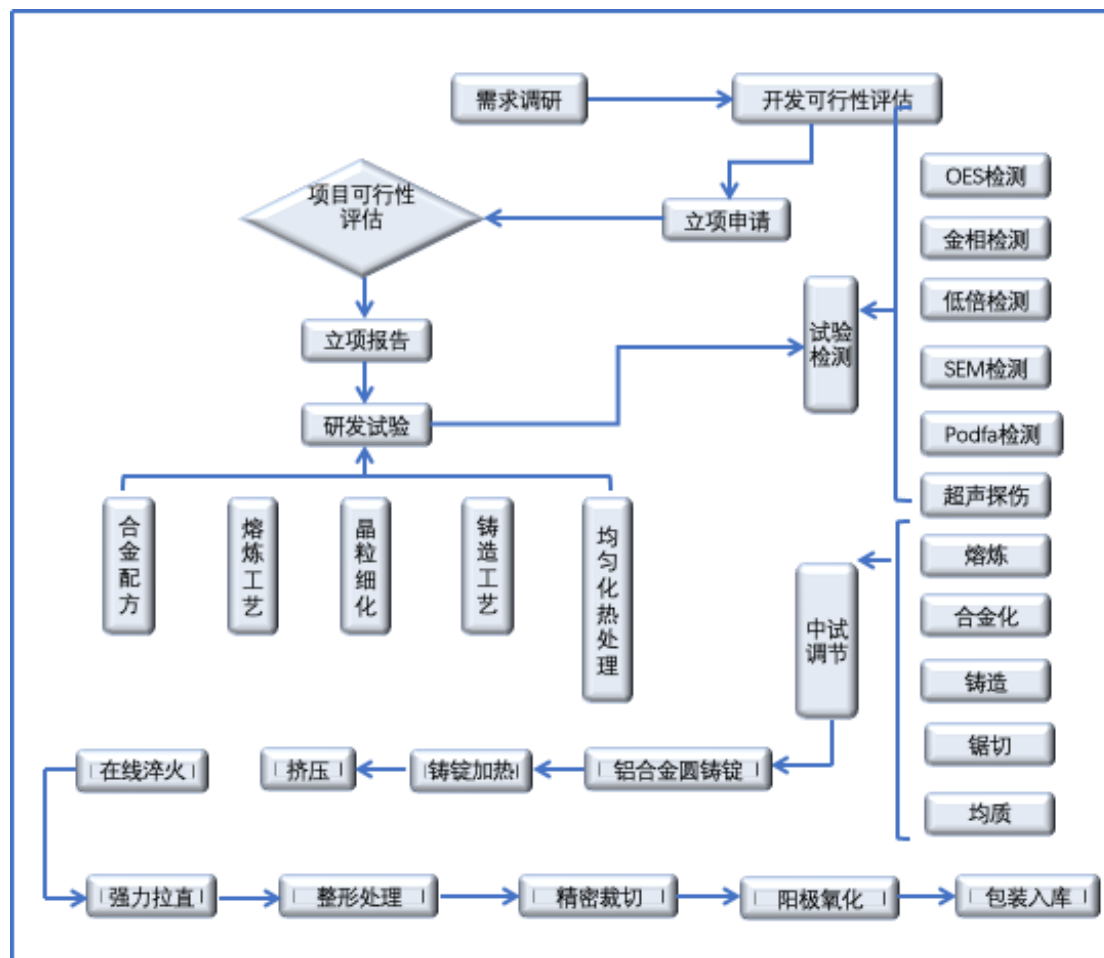 需求调研
开发可行性评估
OES检测
项目可行性
评估
立项申请
金相检测
低倍检测
试验
检测
立项报告
SEM检测
研发试验
Podfa检测
超声探伤
合金配方
熔炼工艺
晶粒细化
铸造工艺
均匀化热处理
熔炼
合金化
中试
调节
铸造
锯切
在线淬火
挤压
铸锭加热
铝合金圆铸锭
均质
强力拉直
整形处理
精密裁切
阳极氧化
包装入库